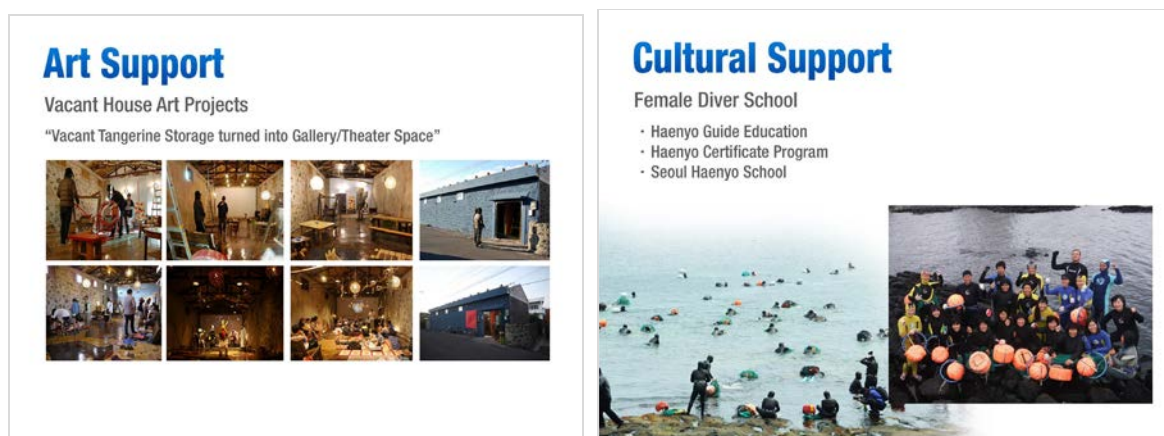 Art Support
Vacant House Art Projects
“Vacant Tangerine Storage turned into Gallery/Theater Space”
Cultural Support
Female Diver School
· Haenyo Guide Education
· Haenyo Certificate Program
· Seoul Haenyo School